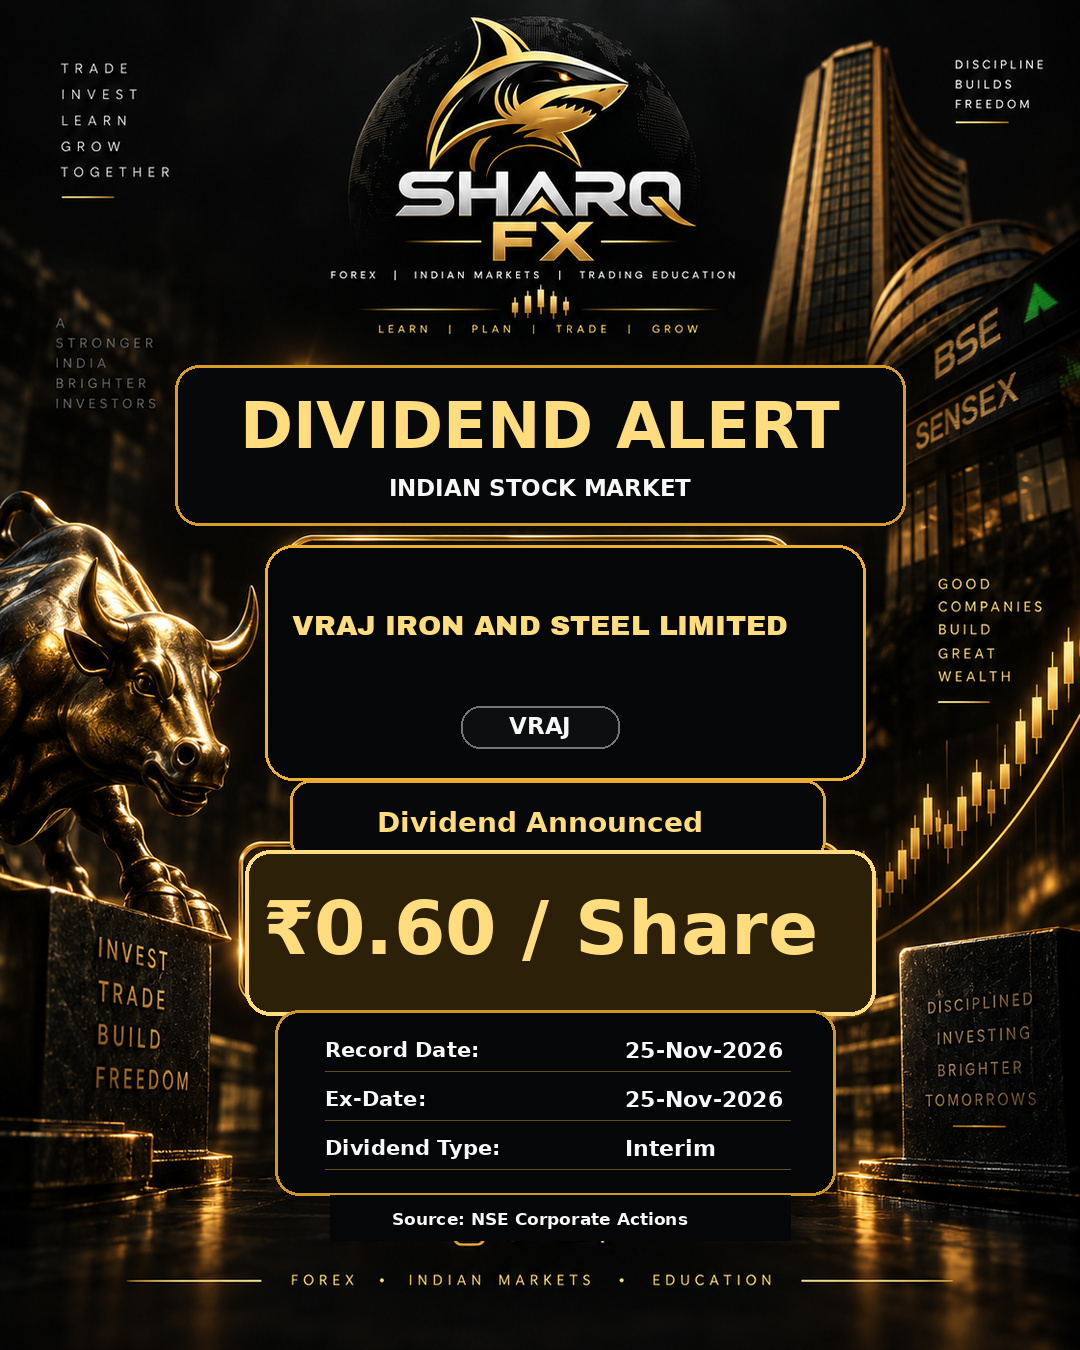 TRADE
INVEST
LEARN
GROW
TOGETHER
DISCIPLINE
BUILDS
FREEDOM
SHARQ
FX
FOREX | INDIAN MARKETS | TRADING EDUCATION
LEARN | PLAN | TRADE | GROW
A
STRONGER
INDIA
BRIGHTER
INVESTORS
BSE
SENSEX
DIVIDEND ALERT
INDIAN STOCK MARKET
GOOD
COMPANIES
BUILD
GREAT
WEALTH
VRAJ IRON AND STEEL LIMITED
VRAJ
Dividend Announced
₹0.60 / Share
INVEST
TRADE
BUILD
FREEDOM
DISCIPLINED
INVESTING
BRIGHTER
TOMORROWS
Record Date: 25-Nov-2026
Ex-Date: 25-Nov-2026
Dividend Type: Interim
Source: NSE Corporate Actions
FOREX • INDIAN MARKETS • EDUCATION